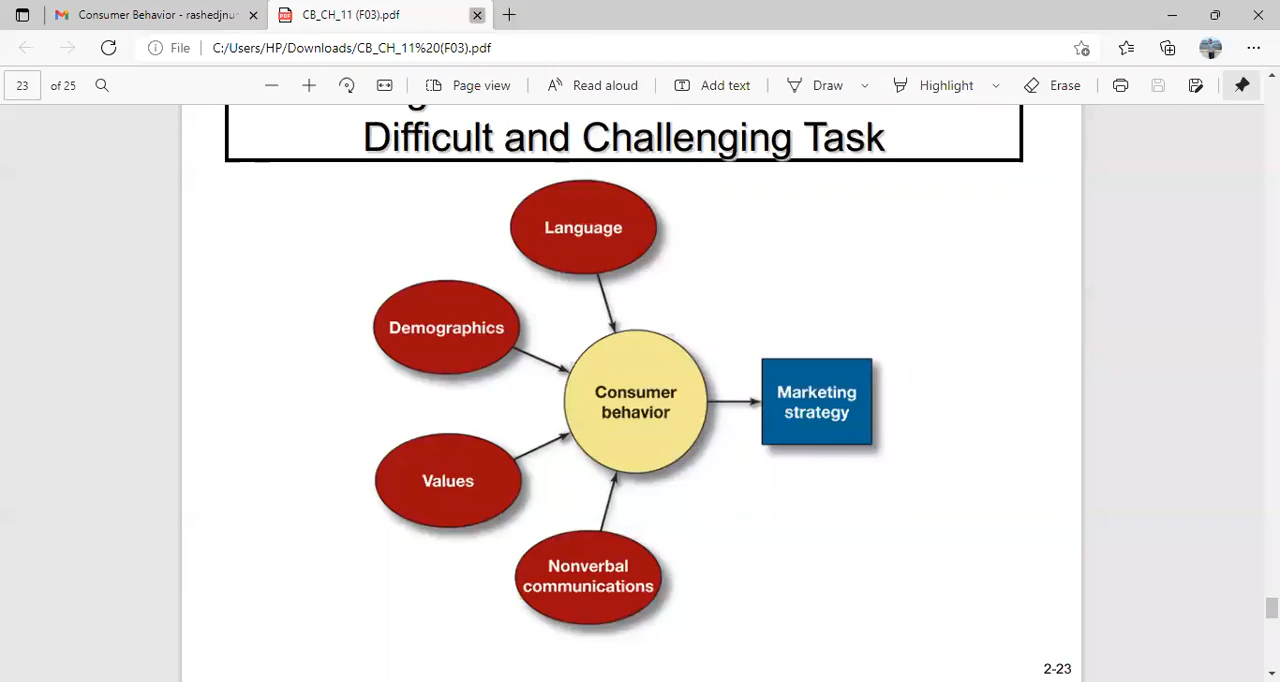 Consumer Behavior - rashedjnu
CB_CH_11 (F03).pdf
File
C:/Users/HP/Downloads/CB_CH_11%20(F03).pdf
23 of 25
Page view
Read aloud
Add text
Draw
Highlight
Erase
Difficult and Challenging Task
Language
Demographics
Consumer
behavior
Marketing
strategy
Values
Nonverbal
communications
2-23